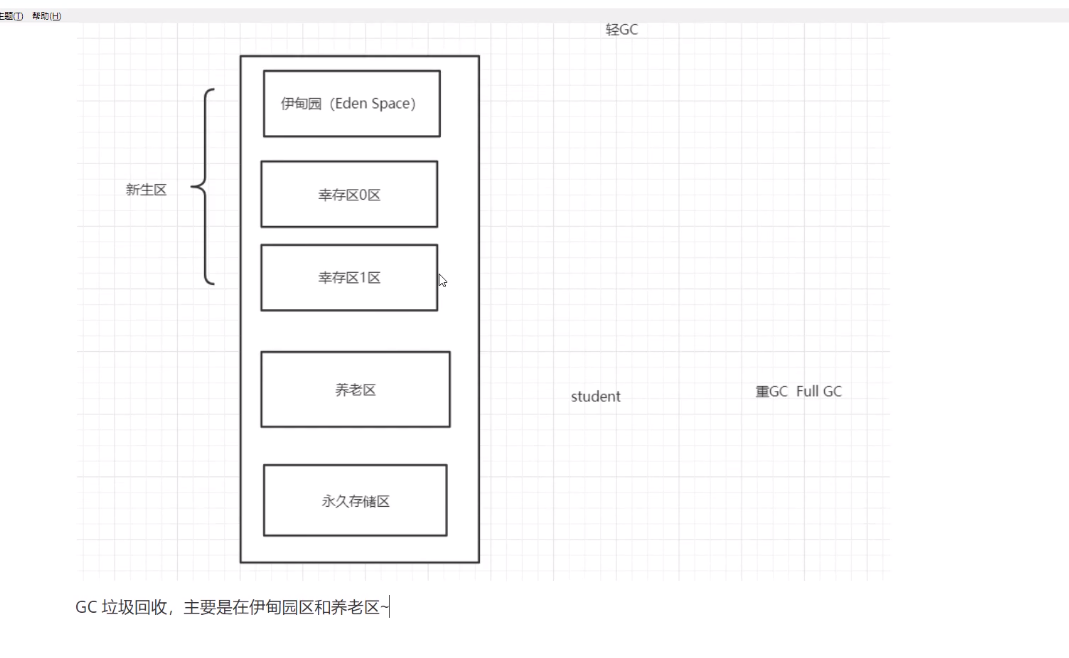 主题(T) 帮助(H)
轻GC
伊甸园（Eden Space）
幸存区0区
新生区
幸存区1区
养老区
student
重GC Full GC
永久存储区
GC 垃圾回收，主要是在伊甸园区和养老区~